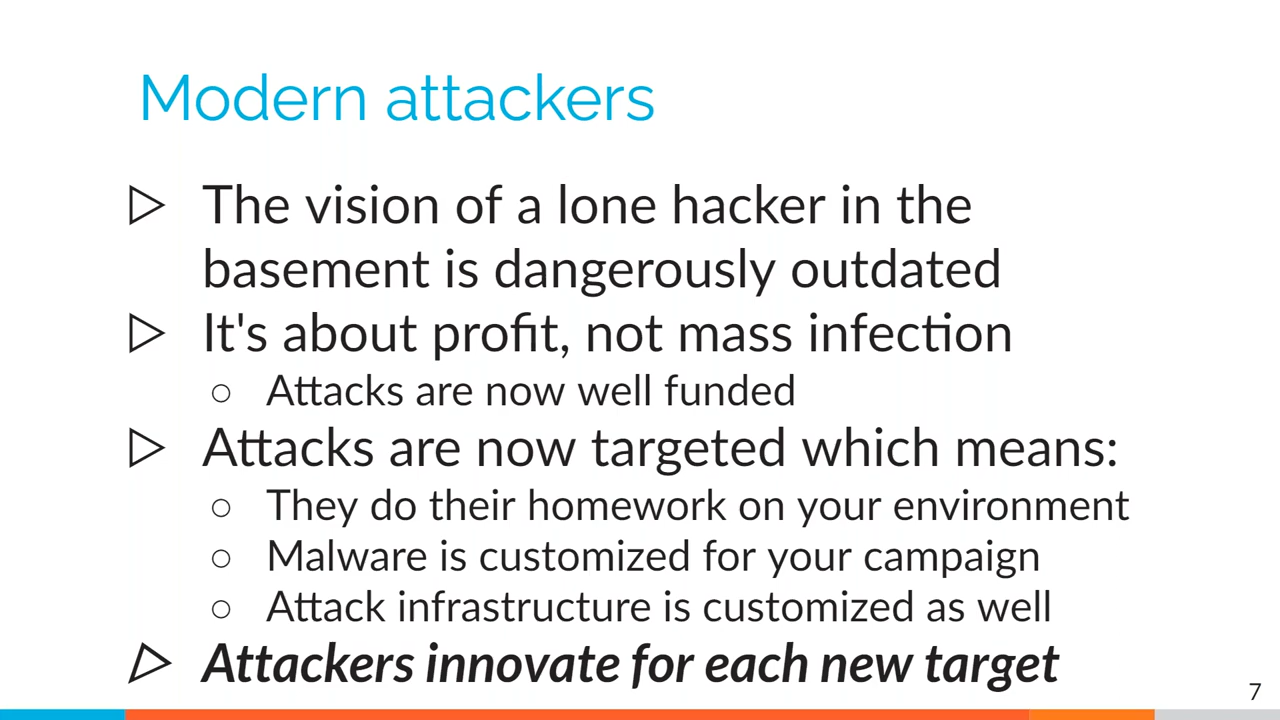 Modern attackers
▷ The vision of a lone hacker in the
basement is dangerously outdated
▷ It's about profit, not mass infection
○ Attacks are now well funded
▷ Attacks are now targeted which means:
○ They do their homework on your environment
○ Malware is customized for your campaign
○ Attack infrastructure is customized as well
▷ Attackers innovate for each new target
7